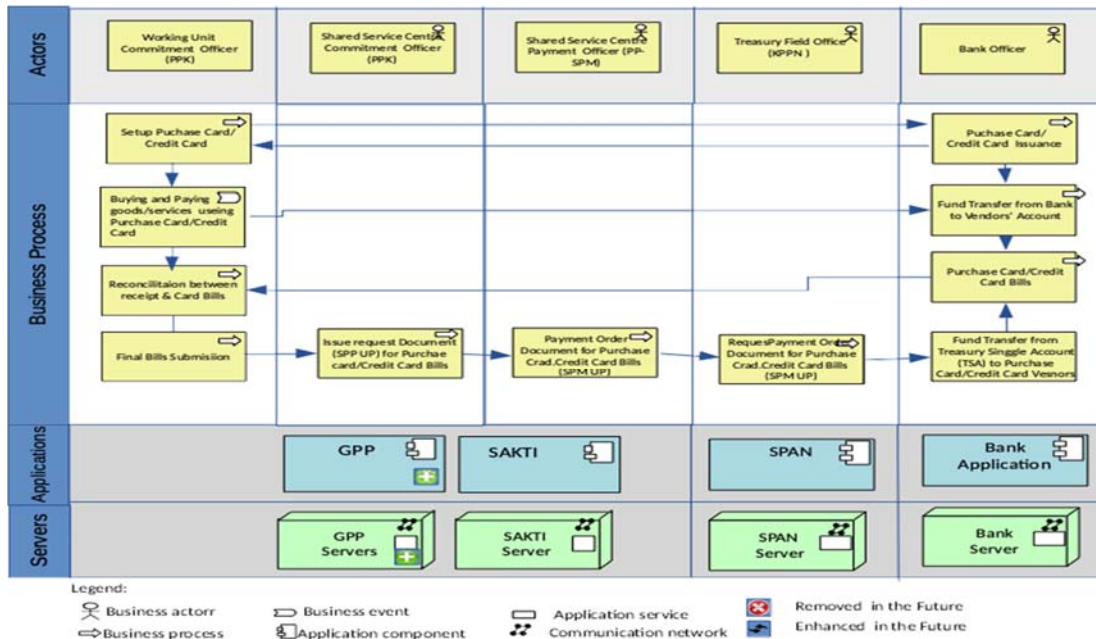 Actors
Working Unit
Commitment Officer
(PPK)
Shared Service Centre
Commitment Officer
(PPK)
Shared Service Centre
Payment Officer (PP-
SPM)
Treasury Field Office
(KPPN )
Bank Officer
Business Process
Setup Puchase Card/
Credit Card
Puchase Card/
Credit Card Issuance
Buying and Paying
goods/services useing
Purchase Card/Credit
Card
Fund Transfer from Bank
to Vendors' Account
Reconcilitaion between
receipt & Card Bills
Purchase Card/Credit
Card Bills
Final Bills Submisiion
Issue request Document
(SPP UP) for Purchae
card/Credit Card Bills
Payment Order
Document for Purchase
Crad.Credit Card Bills
(SPM UP)
RequesPayment Order
Document for Purchase
Crad.Credit Card Bills
(SPM UP)
Fund Transfer from
Treasury Singgle Account
(TSA) to Purchase
Card/Credit Card Vesnors
Applications
GPP
SAKTI
SPAN
Bank
Application
Servers
GPP
Servers
SAKTI
Server
SPAN
Server
Bank
Server
Legend:
Business actorr
Business event
Application service
Removed in the Future
Business process
Application component
Communication network
Enhanced in the Future